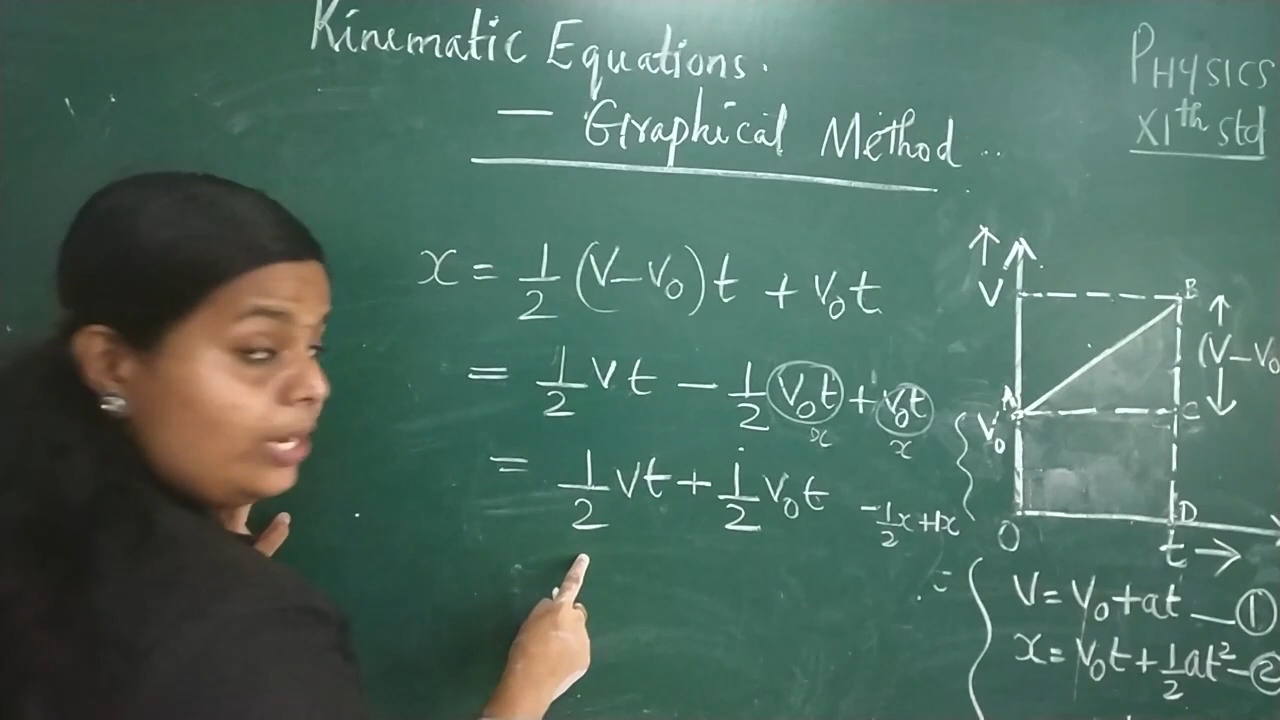 Kinematic Equations.
— Graphical Method
PHYSICS
XIth std
x = 1/2 (V – V₀) t + V₀t
= 1/2 Vt – 1/2 V₀t + V₀t
x x
= 1/2 Vt + 1/2 V₀t
-1/2 x + 1x
=
V
B
A
C
(V – V₀
V₀
O
D
t →
V = V₀ + at — ①
x = V₀t + 1/2 at² – ②